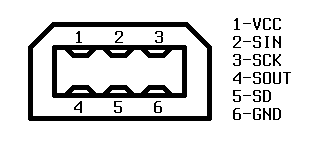 1 2 3
4 5 6
1-VCC
2-SIN
3-SCK
4-SOUT
5-SD
6-GND